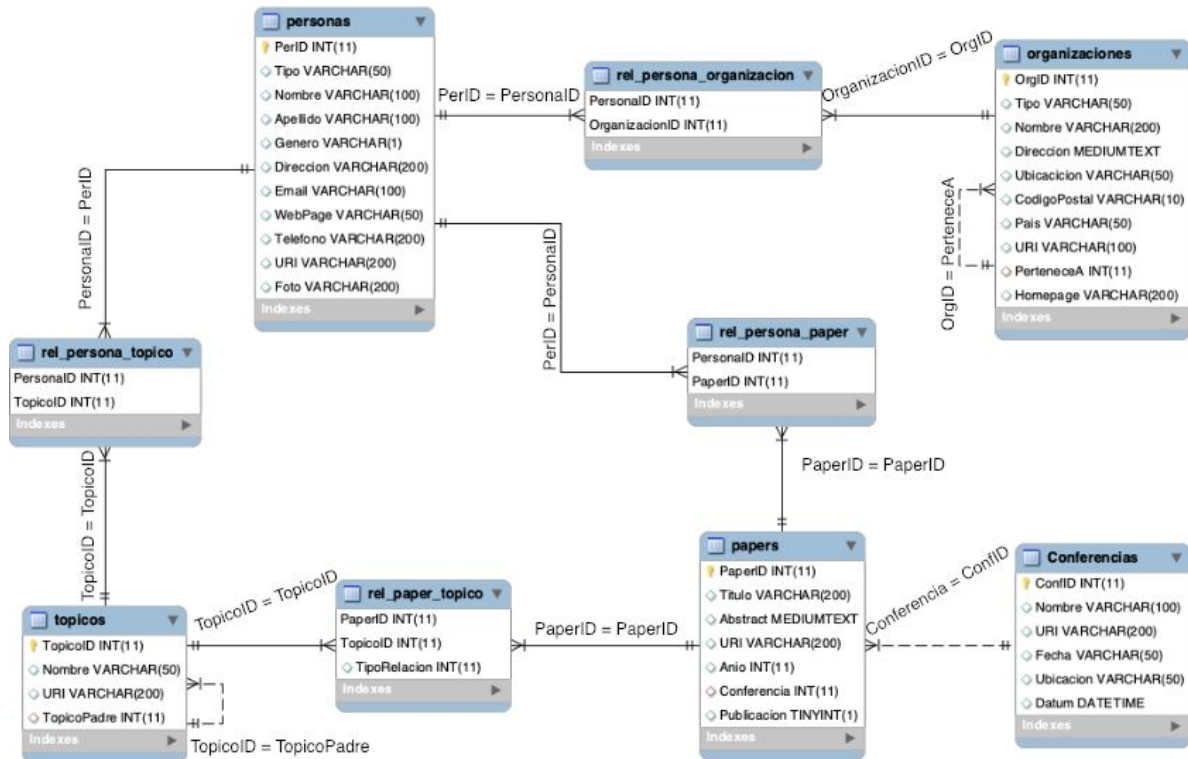 personas
PerID INT(11)
Tipo VARCHAR(50)
Nombre VARCHAR(100)
Apellido VARCHAR(100)
Genero VARCHAR(1)
Direccion VARCHAR(200)
Email VARCHAR(100)
WebPage VARCHAR(50)
Telefono VARCHAR(200)
URI VARCHAR(200)
Foto VARCHAR(200)
Indexes
PerID = PersonaID
rel_persona_organizacion
PersonaID INT(11)
OrganizacionID INT(11)
Indexes
OrganizacionID = OrgID
organizaciones
OrgID INT(11)
Tipo VARCHAR(50)
Nombre VARCHAR(200)
Direccion MEDIUMTEXT
Ubicacicion VARCHAR(50)
CodigoPostal VARCHAR(10)
Pais VARCHAR(50)
URI VARCHAR(100)
PerteneceA INT(11)
Homepage VARCHAR(200)
Indexes
OrgID = PerteneceA
PersonaID = PerID
PerID = PersonaID
rel_persona_topico
PersonaID INT(11)
TopicoID INT(11)
Indexes
rel_persona_paper
PersonaID INT(11)
PaperID INT(11)
Indexes
TopicoID = TopicoID
PaperID = PaperID
topicos
TopicoID INT(11)
Nombre VARCHAR(50)
URI VARCHAR(200)
TopicoPadre INT(11)
Indexes
TopicoID = TopicoPadre
TopicoID = TopicoID
rel_paper_topico
PaperID INT(11)
TopicoID INT(11)
TipoRelacion INT(11)
Indexes
PaperID = PaperID
papers
PaperID INT(11)
Titulo VARCHAR(200)
Abstract MEDIUMTEXT
URI VARCHAR(200)
Anio INT(11)
Conferencia INT(11)
Publicacion TINYINT(1)
Indexes
Conferencia = ConfID
Conferencias
ConfID INT(11)
Nombre VARCHAR(100)
URI VARCHAR(200)
Fecha VARCHAR(50)
Ubicacion VARCHAR(50)
Datum DATETIME
Indexes